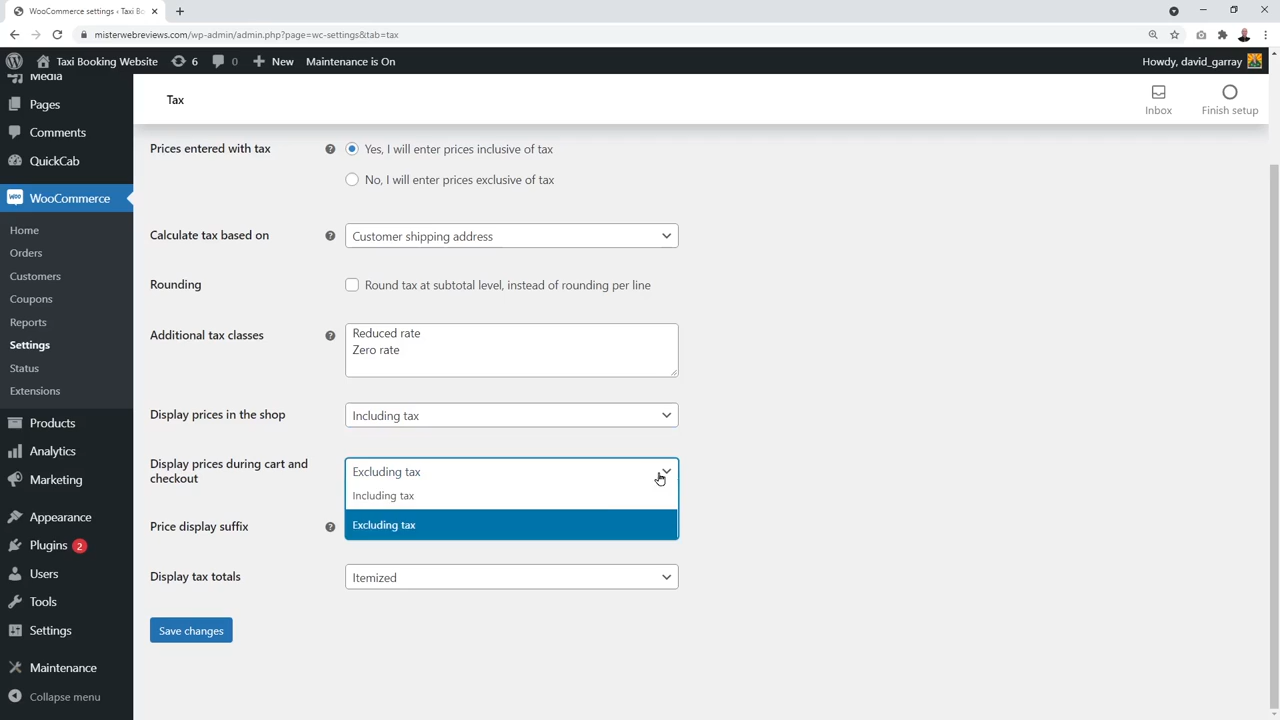 WooCommerce settings ‹ Taxi Bo
misterwebreviews.com/wp-admin/admin.php?page=wc-settings&tab=tax
Taxi Booking Website
6
0
New
Maintenance is On
Howdy, david_garray
Media
Pages
Comments
QuickCab
WooCommerce
Home
Orders
Customers
Coupons
Reports
Settings
Status
Extensions
Products
Analytics
Marketing
Appearance
Plugins 2
Users
Tools
Settings
Maintenance
Collapse menu
Tax
Inbox
Finish setup
Prices entered with tax
Yes, I will enter prices inclusive of tax
No, I will enter prices exclusive of tax
Calculate tax based on
Customer shipping address
Rounding
Round tax at subtotal level, instead of rounding per line
Additional tax classes
Reduced rate
Zero rate
Display prices in the shop
Including tax
Display prices during cart and
checkout
Excluding tax
Including tax
Excluding tax
Price display suffix
Display tax totals
Itemized
Save changes